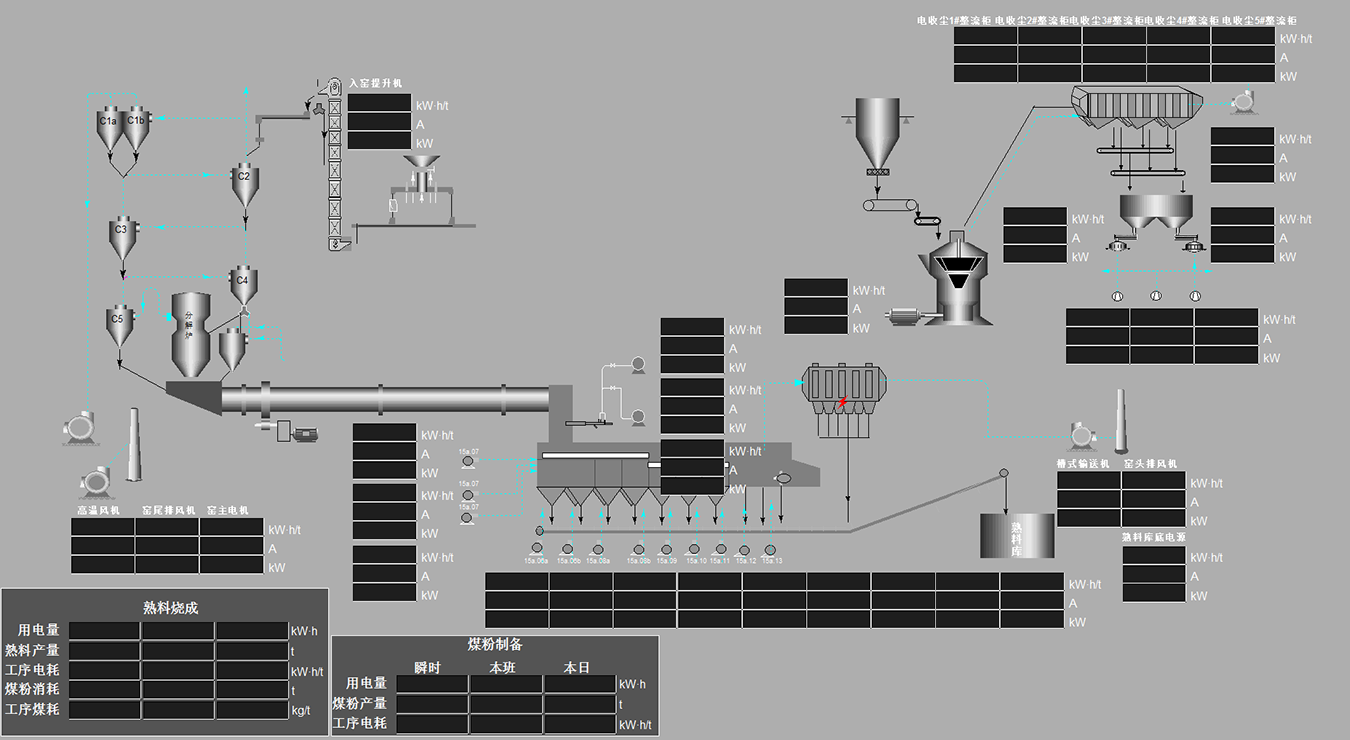 电收尘1#整流柜 电收尘2#整流柜 电收尘3#整流柜 电收尘4#整流柜 电收尘5#整流柜
kW·h/t
A
kW
入窑提升机
kW·h/t
A
kW
C1a
C1b
C2
C3
C4
C5
分解炉
kW·h/t
A
kW
kW·h/t
A
kW
kW·h/t
A
kW
kW·h/t
A
kW
kW·h/t
A
kW
kW·h/t
A
kW
kW·h/t
A
kW
kW·h/t
A
kW
kW·h/t
A
kW
kW·h/t
A
kW
kW·h/t
A
kW
15a.07
15a.07
15a.07
槽式输送机 窑头排风机
kW·h/t
A
kW
熟料库
熟料库底电源
kW·h/t
A
kW
高温风机 窑尾排风机 窑主电机
kW·h/t
A
kW
15a.06a 15a.06b 15a.08a 15a.08b 15a.09 15a.10 15a.11 15a.12 15a.13
kW·h/t
A
kW
熟料烧成
用电量 kW·h
熟料产量 t
工序电耗 kW·h/t
煤粉消耗 t
工序煤耗 kg/t
煤粉制备
瞬时 本班 本日
用电量 kW·h
煤粉产量 t
工序电耗 kW·h/t